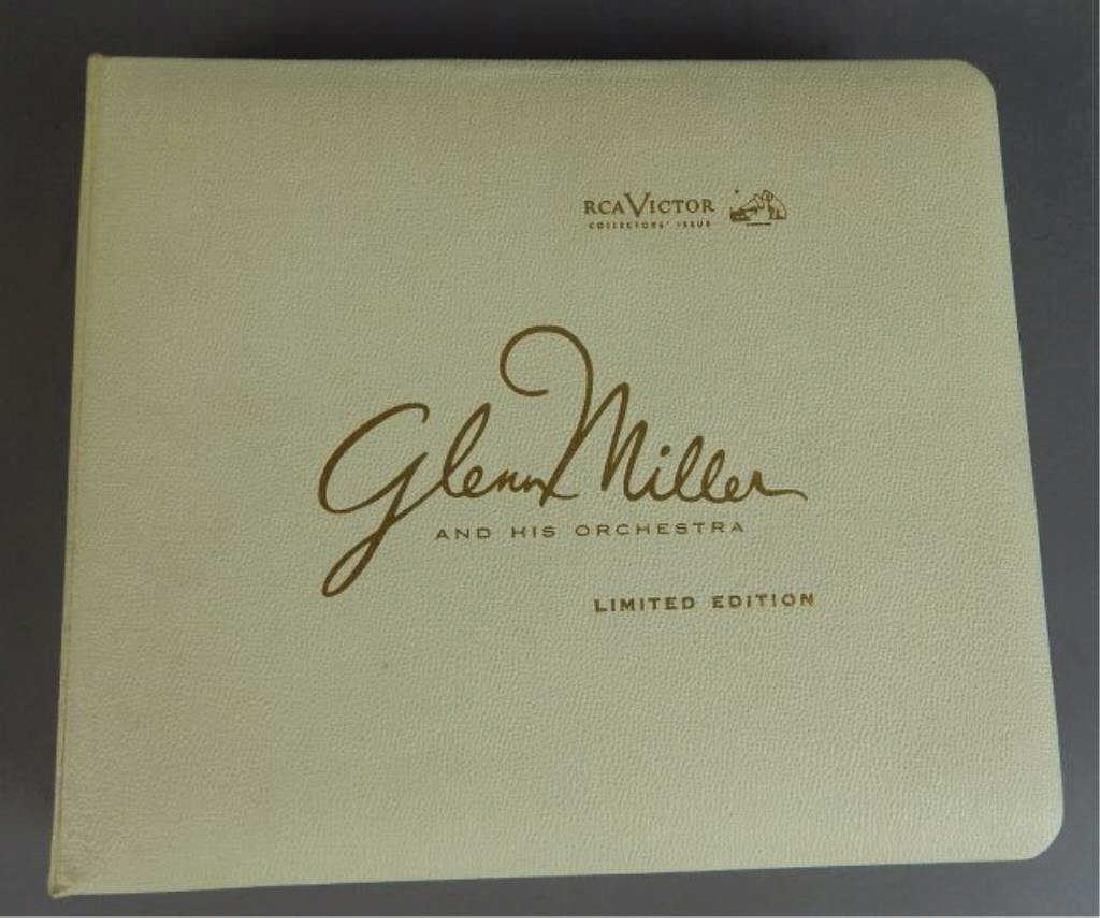 RCA VICTOR
COLLECTORS' ISSUE
Glenn Miller
AND HIS ORCHESTRA
LIMITED EDITION